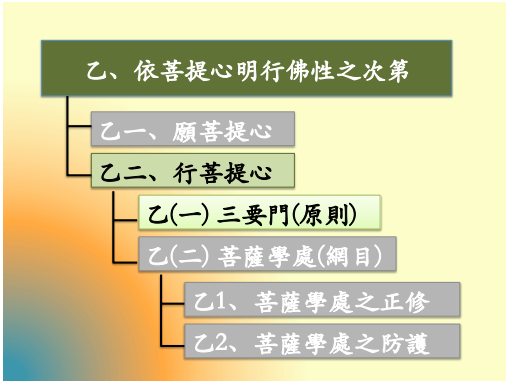 乙、依菩提心明行佛性之次第
乙一、願菩提心
乙二、行菩提心
乙(一) 三要門(原則)
乙(二) 菩薩學處(網目)
乙1、菩薩學處之正修
乙2、菩薩學處之防護